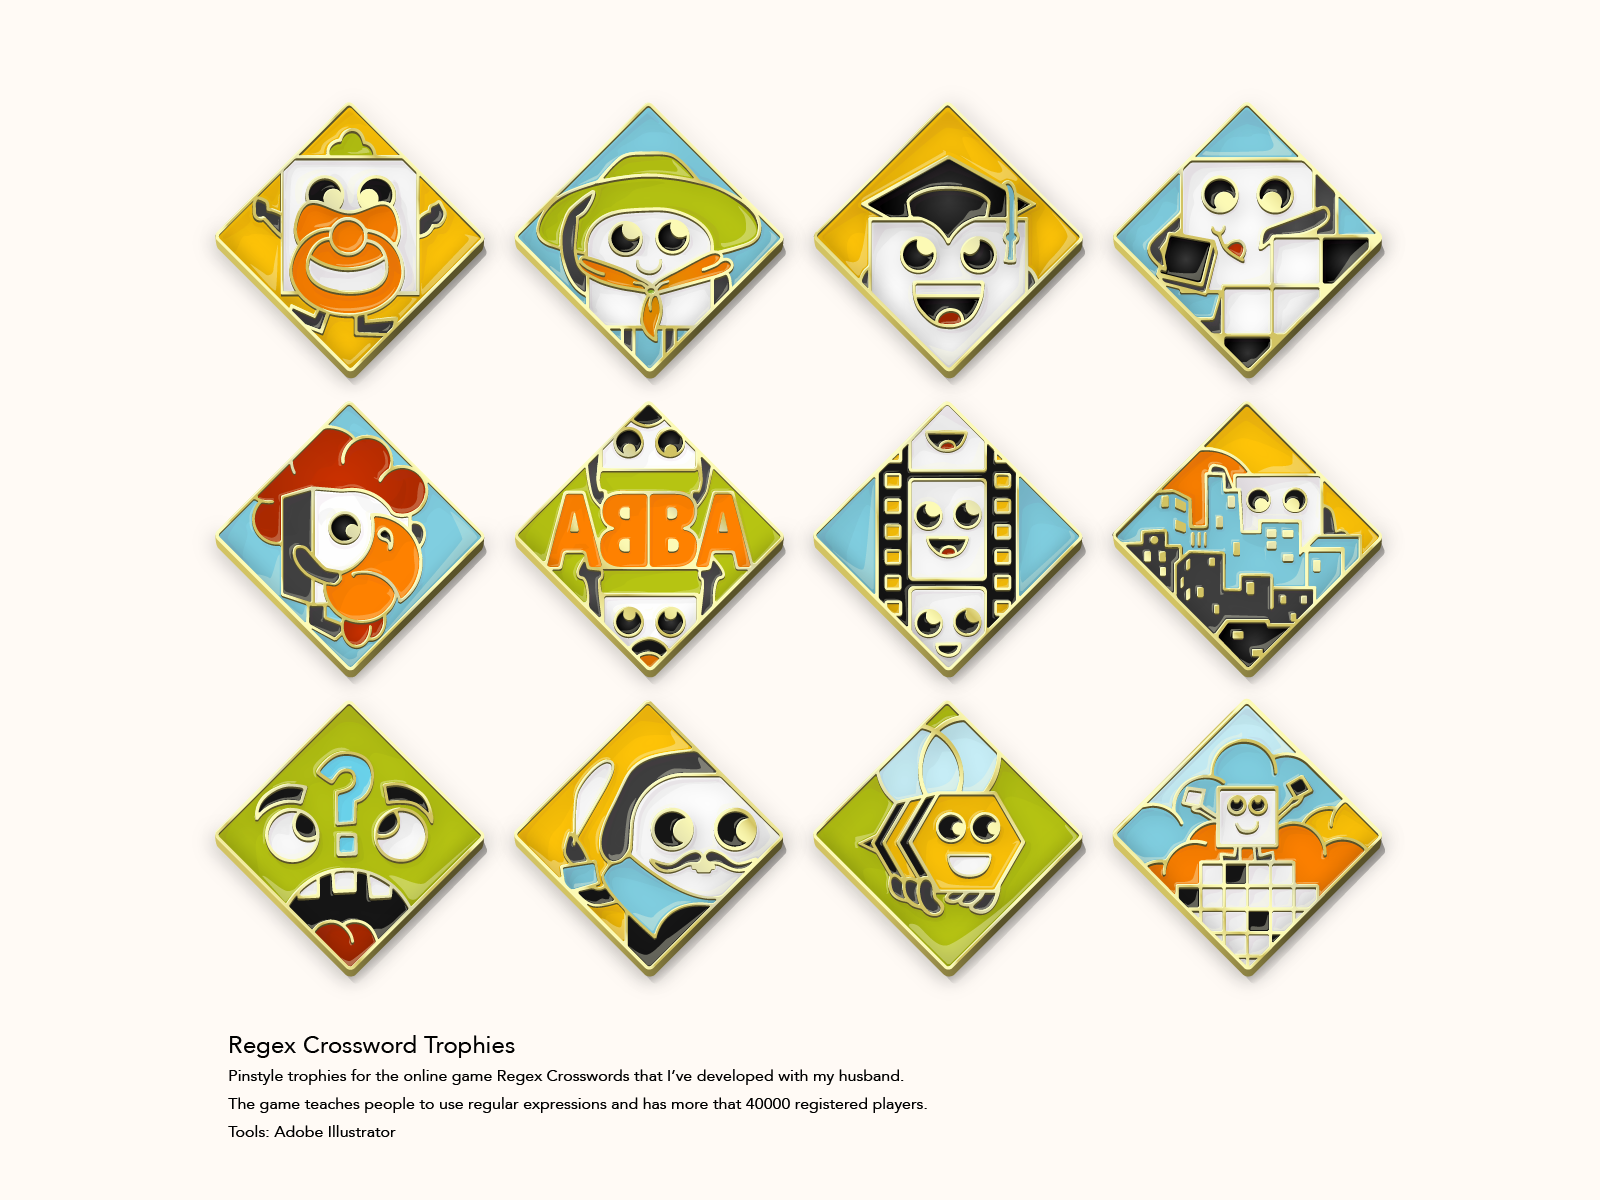 ABBA
?
Regex Crossword Trophies
Pinstyle trophies for the online game Regex Crosswords that I've developed with my husband.
The game teaches people to use regular expressions and has more that 40000 registered players.
Tools: Adobe Illustrator